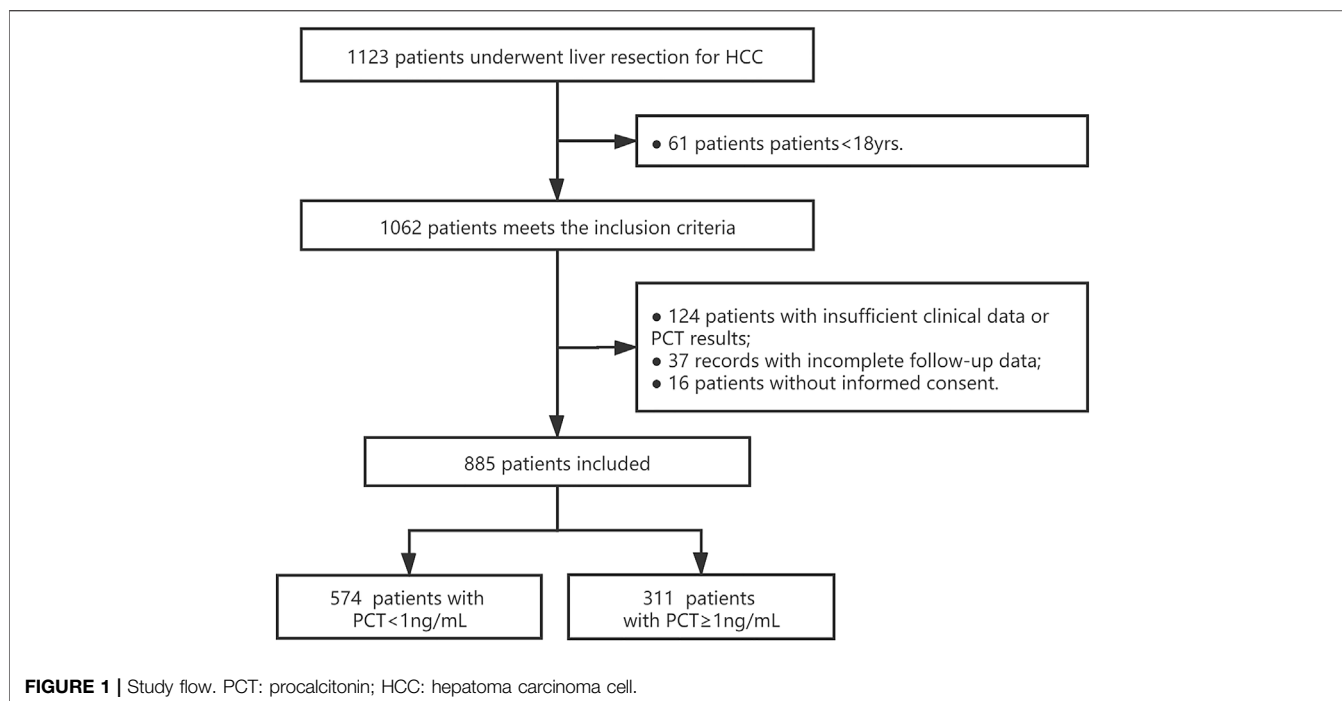 1123 patients underwent liver resection for HCC
● 61 patients patients<18yrs.
1062 patients meets the inclusion criteria
● 124 patients with insufficient clinical data or
PCT results;
● 37 records with incomplete follow-up data;
● 16 patients without informed consent.
885 patients included
574 patients with
PCT<1ng/mL
311 patients
with PCT≥1ng/mL
FIGURE 1 | Study flow. PCT: procalcitonin; HCC: hepatoma carcinoma cell.